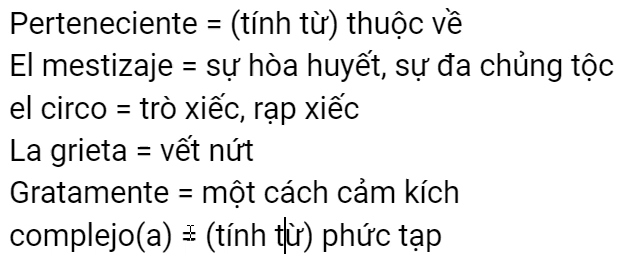 Perteneciente = (tính từ) thuộc về
El mestizaje = sự hòa huyết, sự đa chủng tộc
el circo = trò xiếc, rạp xiếc
La grieta = vết nứt
Gratamente = một cách cảm kích
complejo(a) = (tính từ) phức tạp